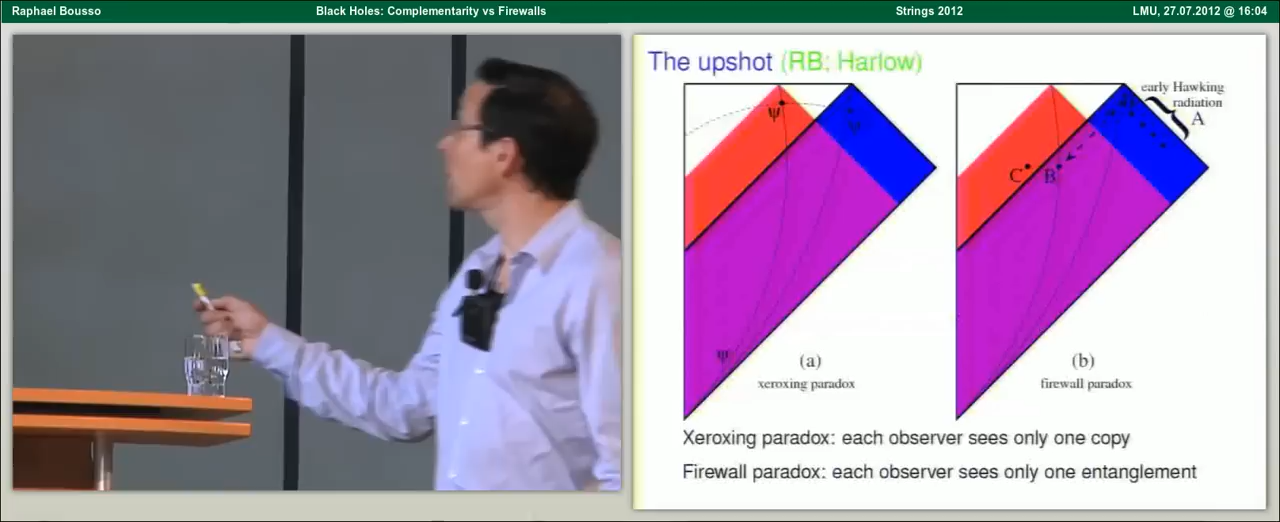 Raphael Bousso
Black Holes: Complementarity vs Firewalls
Strings 2012
LMU, 27.07.2012 @ 16:04
The upshot (RB; Harlow)
ψ
ψ
ψ
(a)
xeroxing paradox
early Hawking
radiation
A
C
B
(b)
firewall paradox
Xeroxing paradox: each observer sees only one copy
Firewall paradox: each observer sees only one entanglement